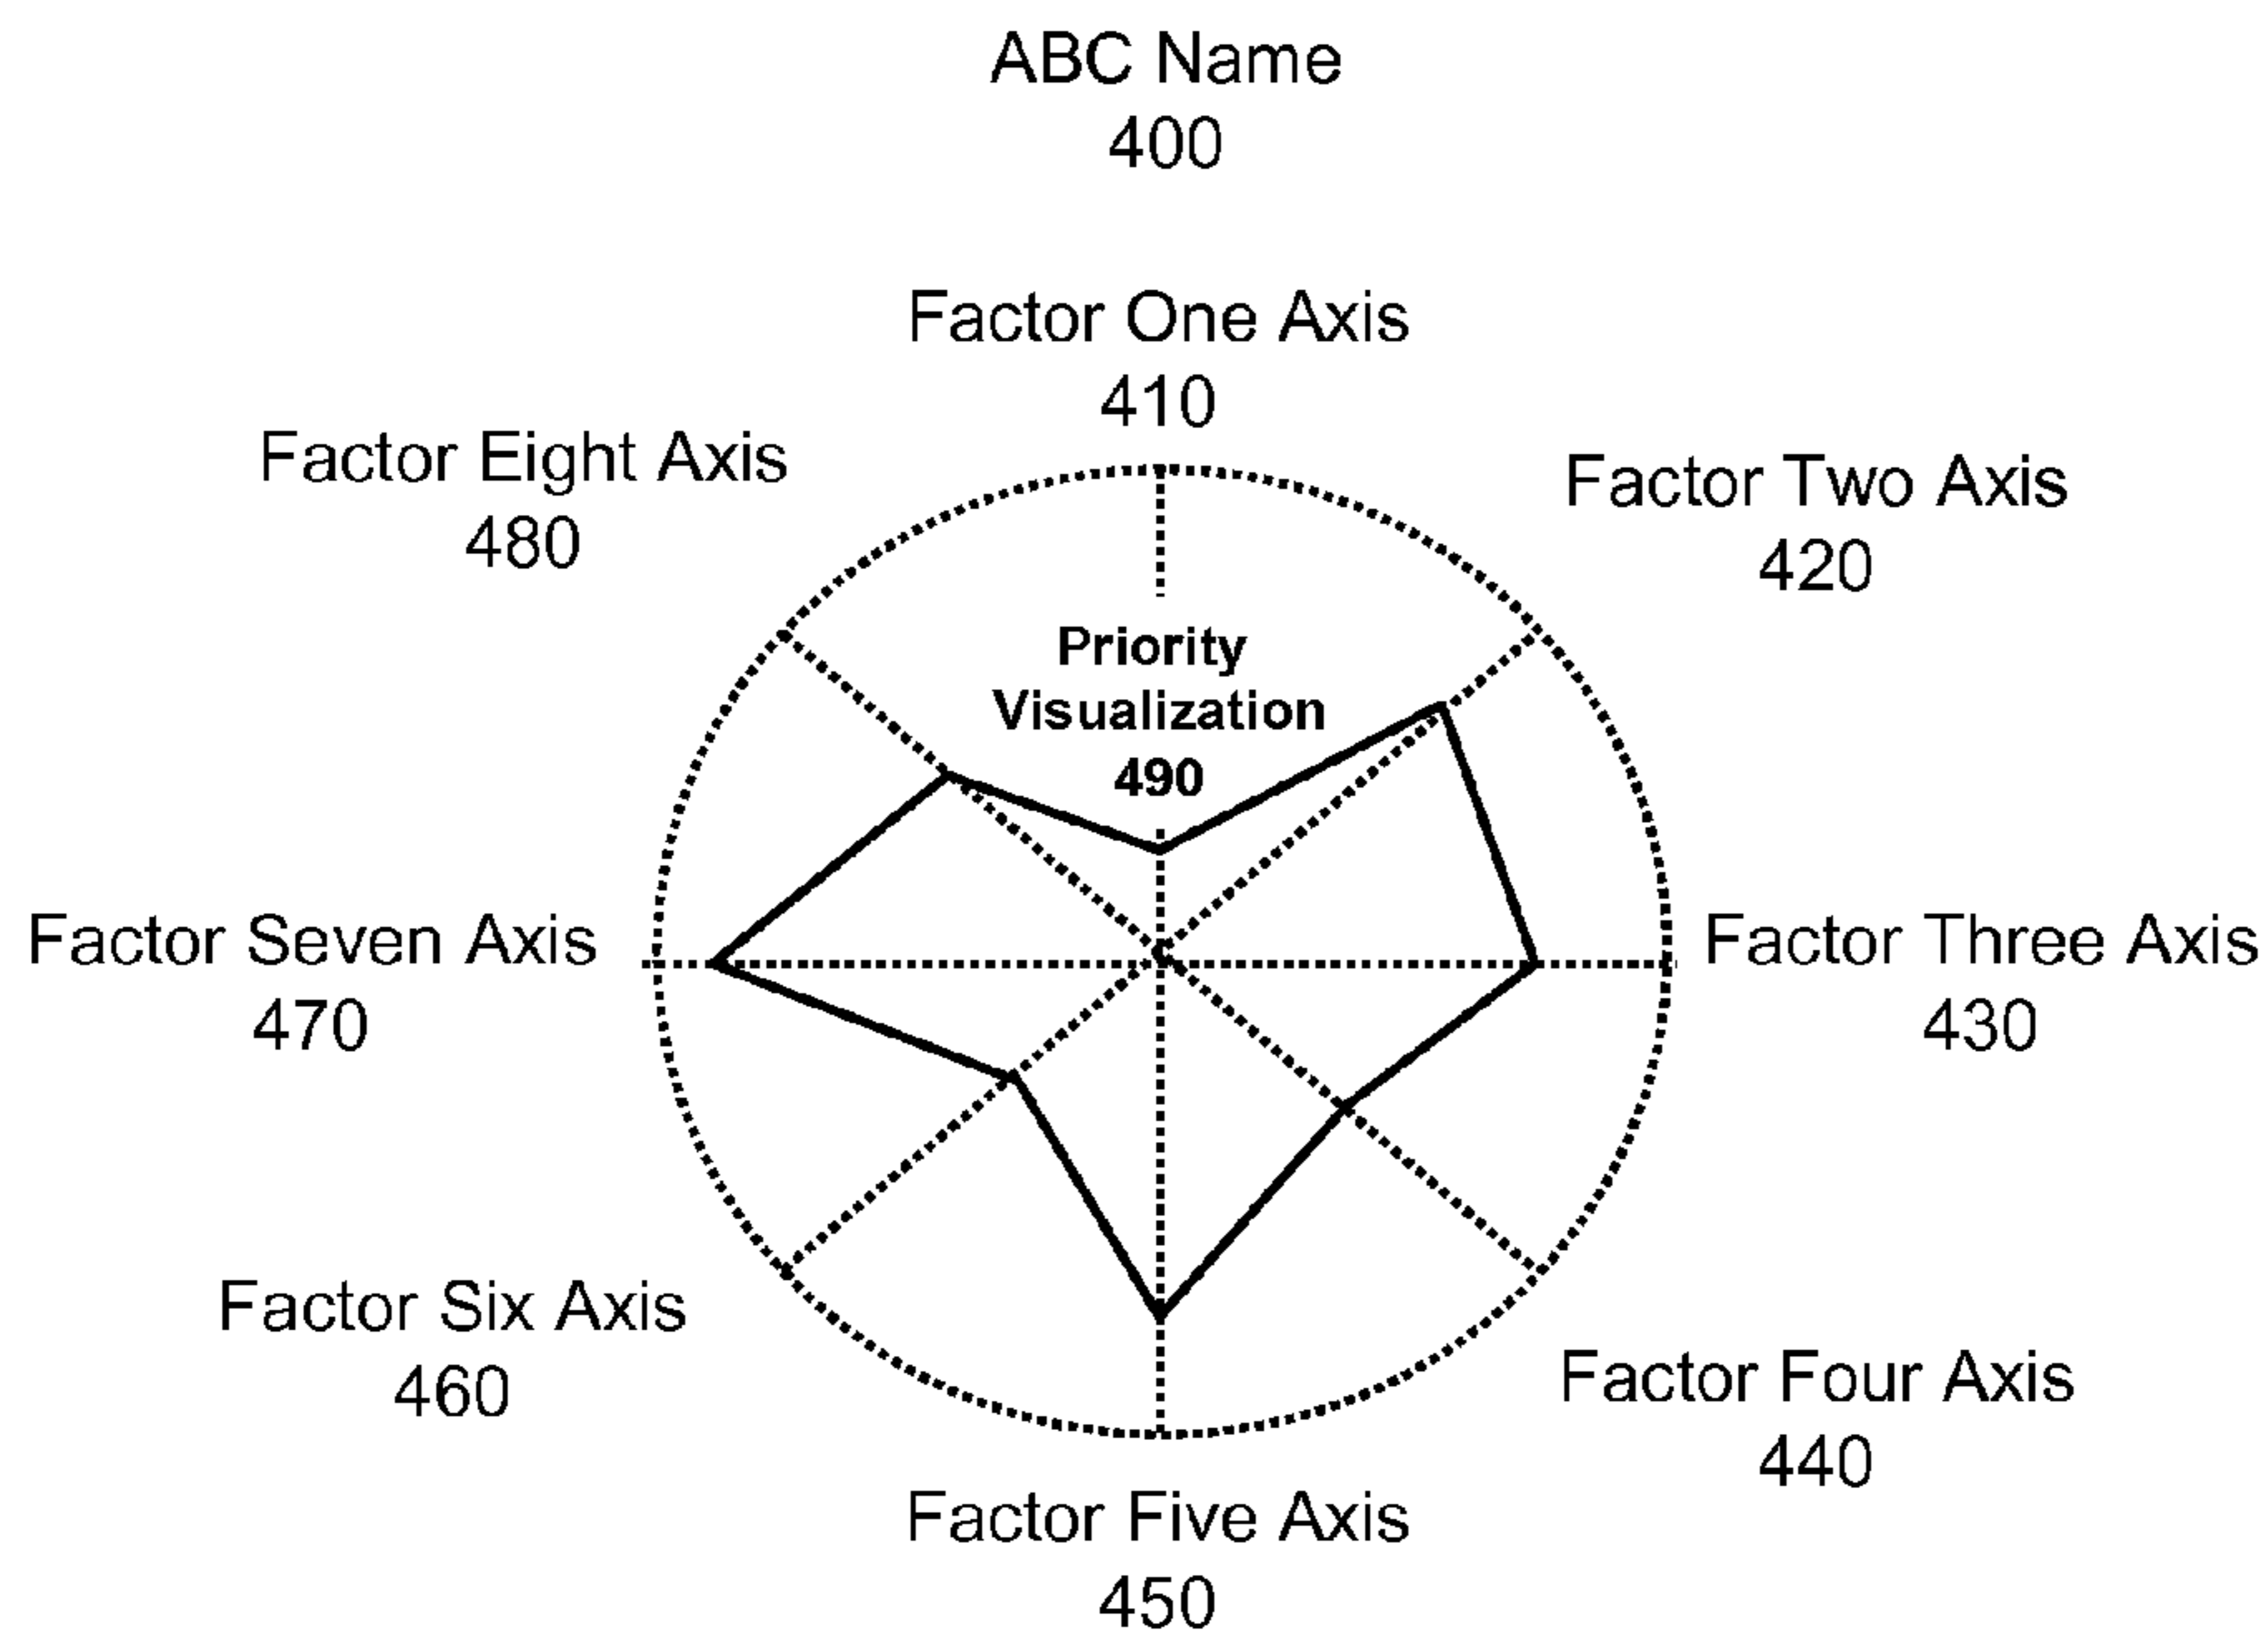 ABC Name
400
Factor One Axis
410
Factor Eight Axis
480
Factor Two Axis
420
Priority
Visualization
490
Factor Seven Axis
470
Factor Three Axis
430
Factor Six Axis
460
Factor Four Axis
440
Factor Five Axis
450